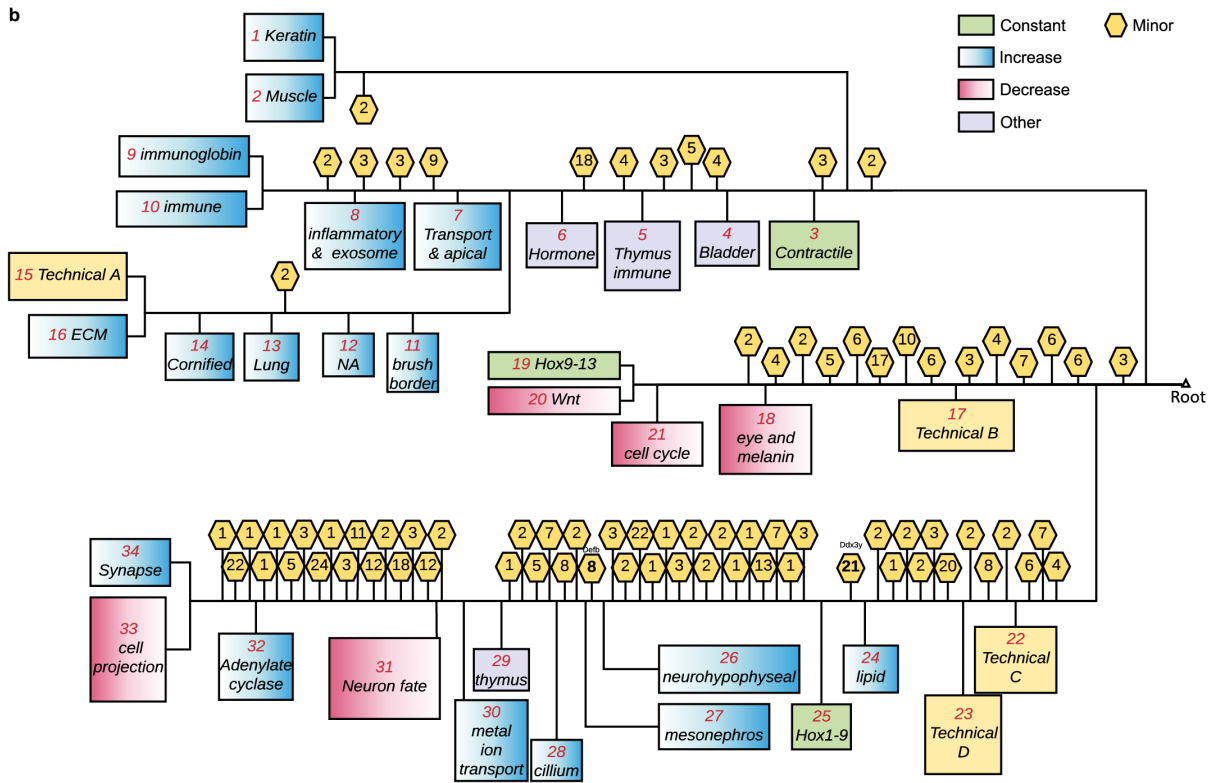 b
Constant
Minor
Increase
Decrease
Other
1 Keratin
2 Muscle
2
9 immunoglobin
10 immune
2
3
3
9
18
4
3
5
4
3
2
8
inflammatory
& exosome
7
Transport
& apical
6
Hormone
5
Thymus
immune
4
Bladder
3
Contractile
15 Technical A
16 ECM
2
14
Cornified
13
Lung
12
NA
11
brush
border
19 Hox9-13
20 Wnt
21
cell cycle
2
4
2
5
6
17
10
6
3
4
7
6
6
3
18
eye and
melanin
17
Technical B
Root
34
Synapse
33
cell
projection
1
1
1
3
1
11
2
3
2
22
1
5
24
3
12
18
12
2
7
2
Defb
1
5
8
8
3
22
1
2
2
1
7
3
2
1
3
2
1
13
1
Ddx3y
21
2
2
3
2
2
7
1
2
20
8
6
4
32
Adenylate
cyclase
31
Neuron fate
30
metal
ion
transport
29
thymus
28
cillium
26
neurohypophyseal
27
mesonephros
25
Hox1-9
24
lipid
23
Technical
D
22
Technical
C